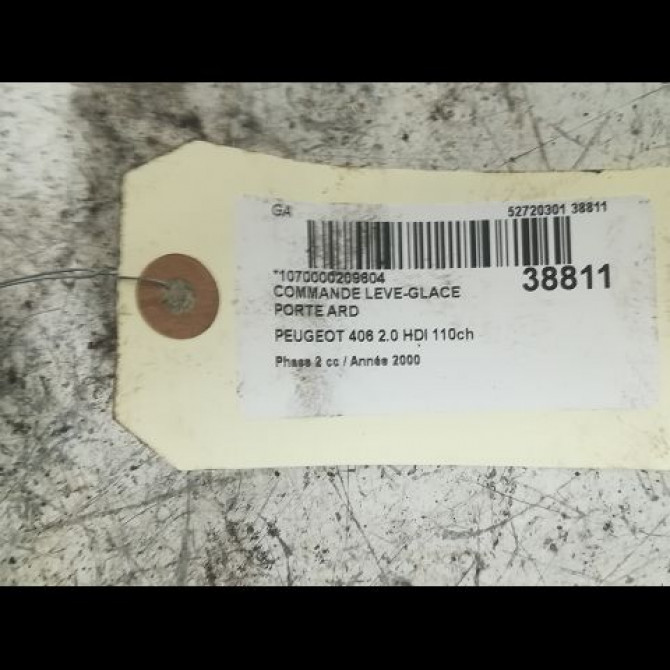 GA 52720301 38811
*1070000209804 38811
COMMANDE LEVE-GLACE
PORTE ARD
PEUGEOT 406 2.0 HDI 110ch
Phase 2 cc / Année 2000